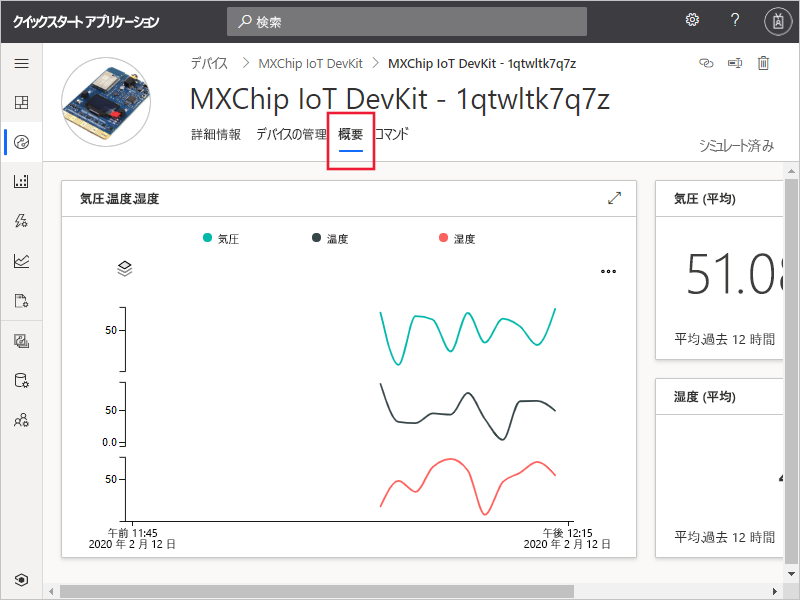 クイックスタート アプリケーション
検索
?
デバイス > MXChip IoT DevKit > MXChip IoT DevKit - 1qtwltk7q7z
MXChip IoT DevKit - 1qtwltk7q7z
詳細情報 デバイスの管理 概要 コマンド
シミュレート済み
気圧,温度,湿度
気圧 温度 湿度
50
50
0.0
50
午前 11:45
2020 年 2 月 12 日
午後 12:15
2020 年 2 月 12 日
気圧 (平均)
51.08
平均,過去 12 時間
湿度 (平均)
平均,過去 12 時間